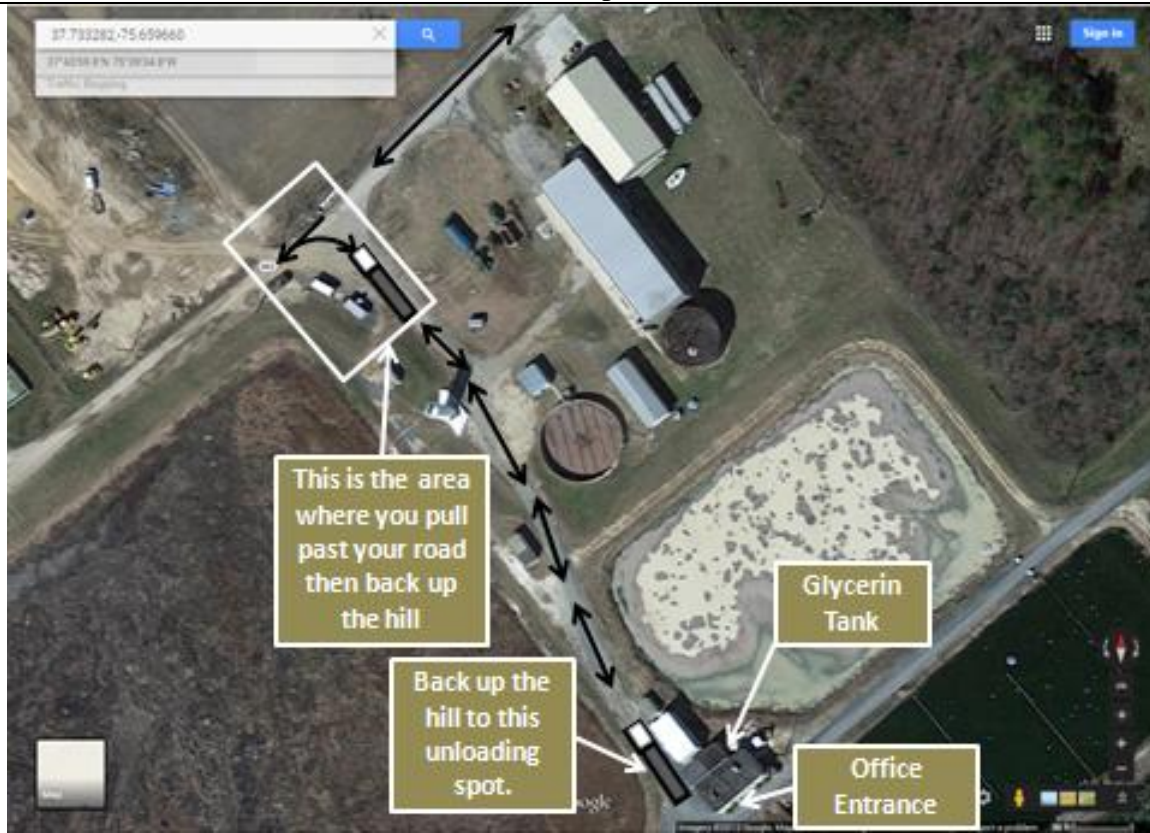 37.733282,-75.659660
Sign in
This is the area
where you pull
past your road
then back up
the hill
Glycerin
Tank
Back up the
hill to this
unloading
spot.
Office
Entrance